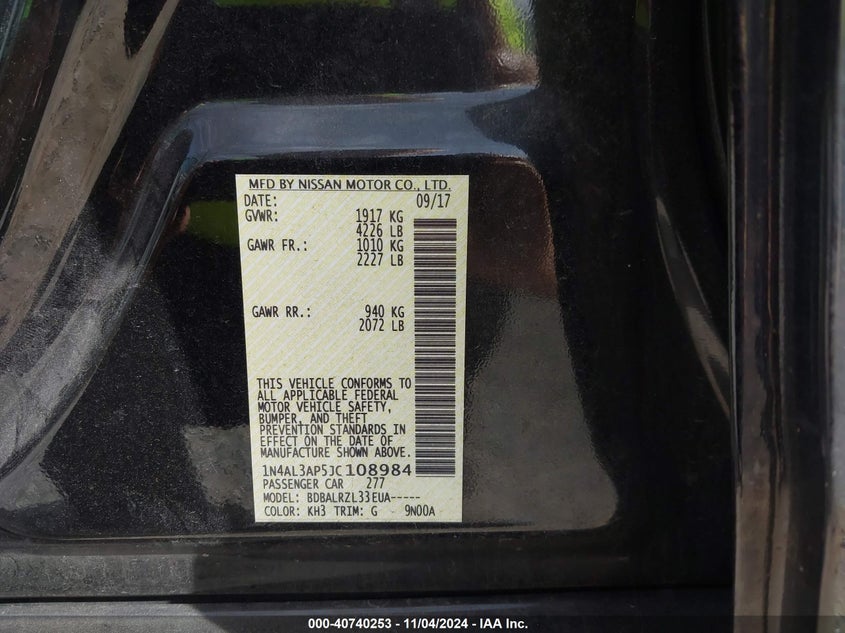 MFD BY NISSAN MOTOR CO., LTD.
DATE: 09/17
GVWR: 1917 KG
4226 LB
GAWR FR.: 1010 KG
2227 LB
GAWR RR.: 940 KG
2072 LB
THIS VEHICLE CONFORMS TO
ALL APPLICABLE FEDERAL
MOTOR VEHICLE SAFETY,
BUMPER, AND THEFT
PREVENTION STANDARDS IN
EFFECT ON THE DATE OF
MANUFACTURE SHOWN ABOVE.
1N4AL3AP5JC108984
PASSENGER CAR 277
MODEL: BDBALRZL33EUA-----
COLOR: KH3 TRIM: G 9N00A
000-40740253 - 11/04/2024 - IAA Inc.